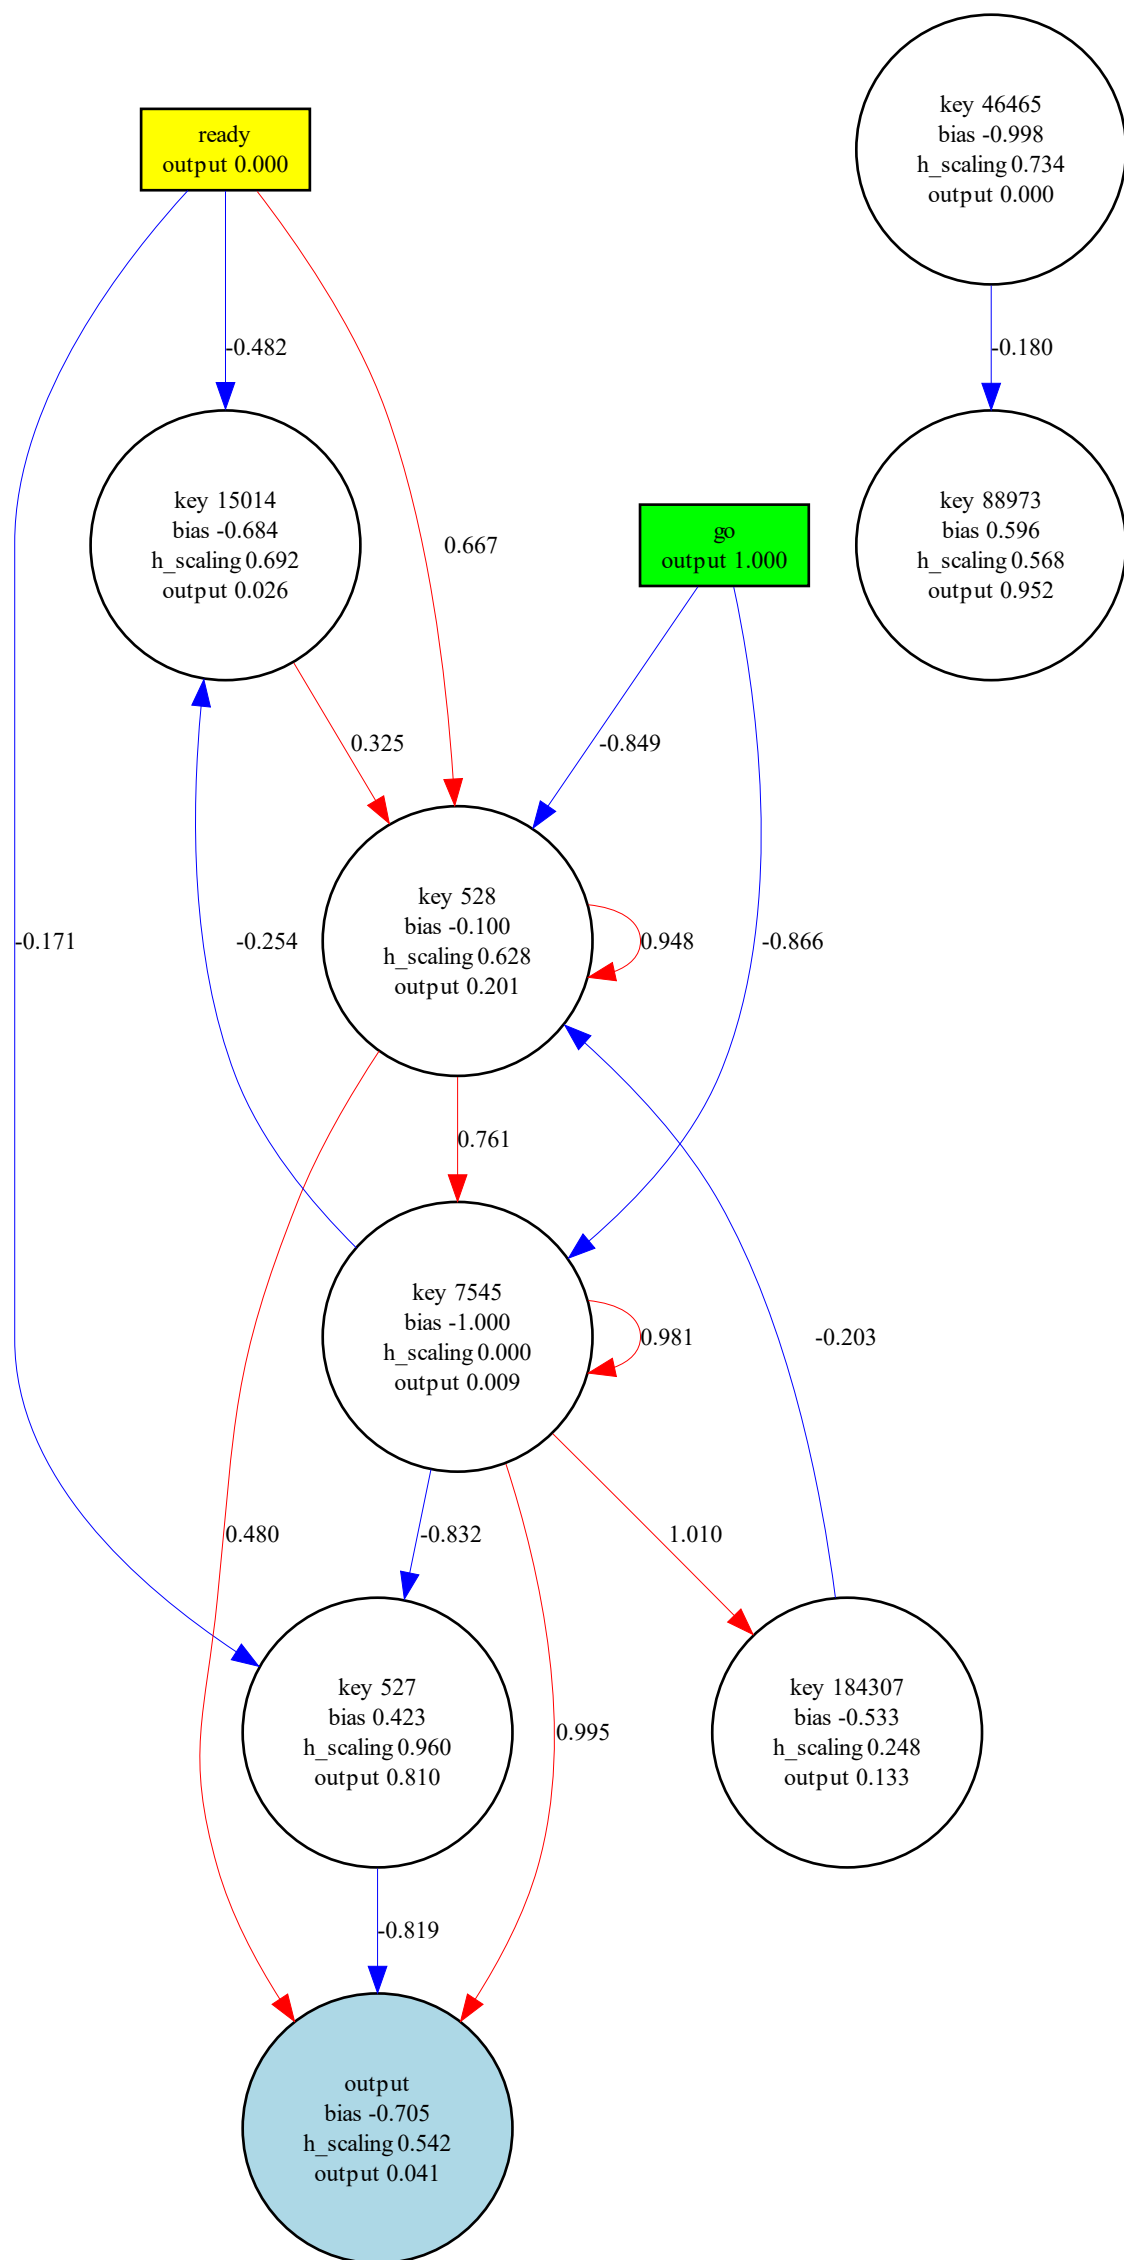 key 46465
bias -0.998
h_scaling 0.734
output 0.000
ready
output 0.000
-0.482
-0.180
key 15014
bias -0.684
h_scaling 0.692
output 0.026
0.667
go
output 1.000
key 88973
bias 0.596
h_scaling 0.568
output 0.952
0.325
-0.849
-0.171
-0.254
key 528
bias -0.100
h_scaling 0.628
output 0.201
0.948
-0.866
0.761
key 7545
bias -1.000
h_scaling 0.000
output 0.009
0.981
-0.203
0.480
-0.832
1.010
key 527
bias 0.423
h_scaling 0.960
output 0.810
0.995
key 184307
bias -0.533
h_scaling 0.248
output 0.133
-0.819
output
bias -0.705
h_scaling 0.542
output 0.041